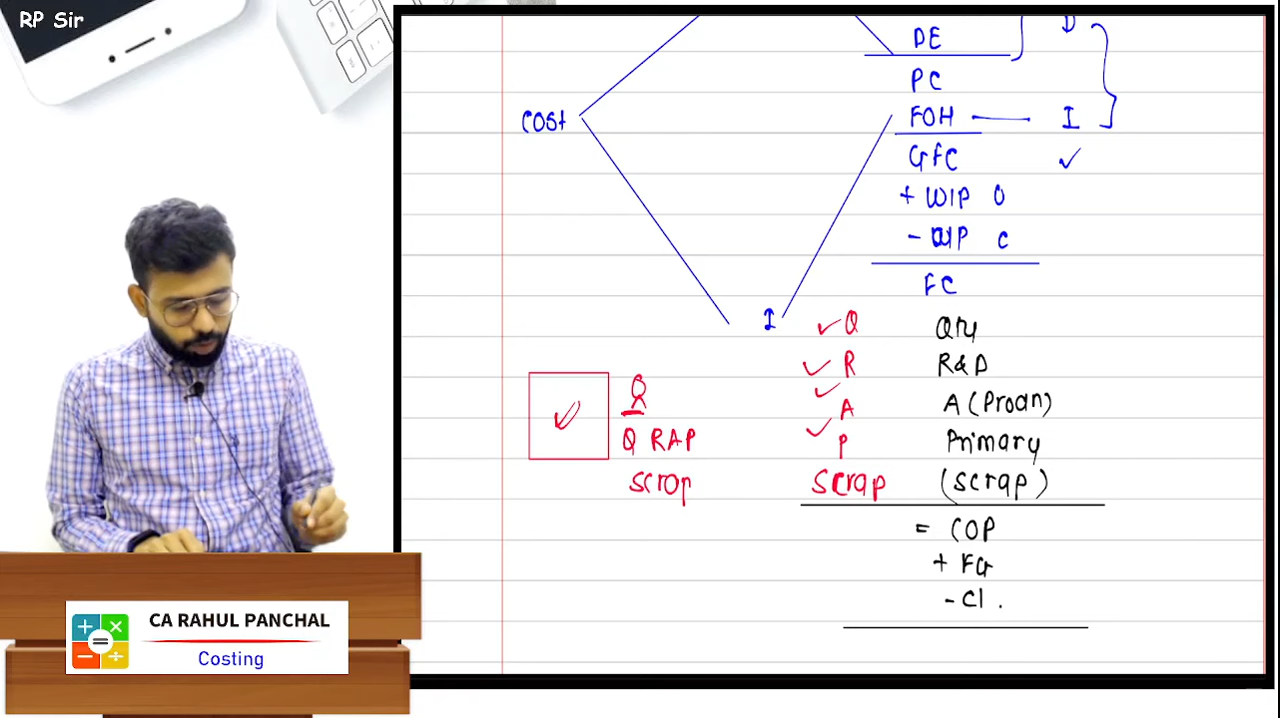 RP Sir
D
DE
PC
COST
FOH — I
GFC ✓
+ WIP O
- WIP C
FC
I
✓ Q Qty
✓ R R&D
✓ A A (Prodn)
✓ P Primary
Scrap (Scrap)
✓
Q
Q RAP
Scrap
= COP
+ FG
- Cl.
CA RAHUL PANCHAL
Costing